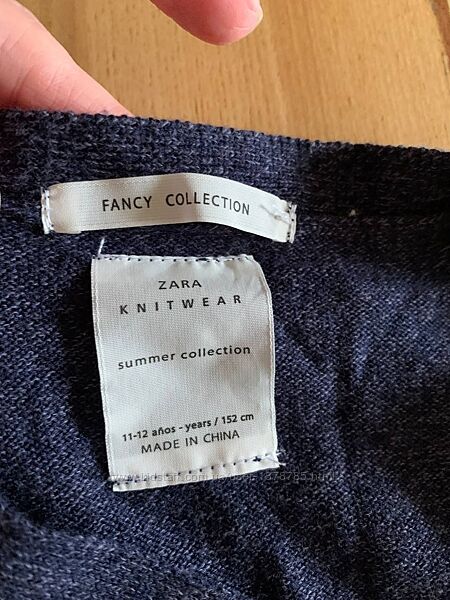 FANCY COLLECTION
ZARA
KNITWEAR
summer collection
11-12 años - years / 152 cm
MADE IN CHINA